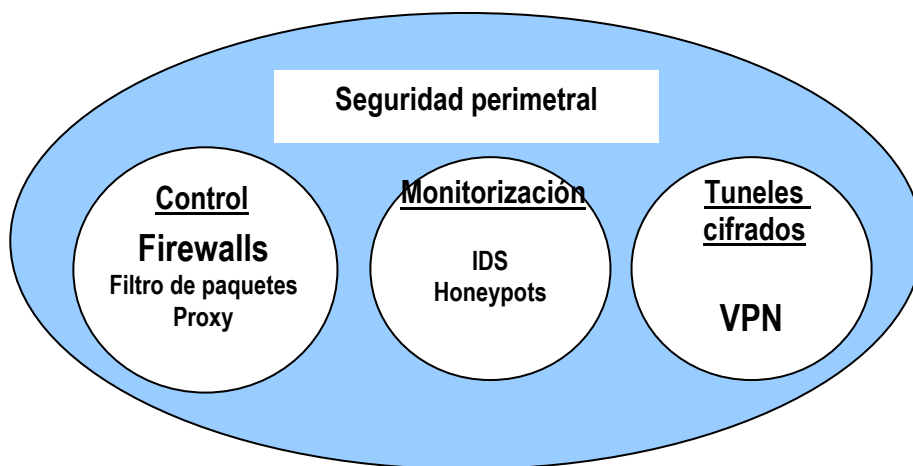 Seguridad perimetral
Control
Firewalls
Filtro de paquetes
Proxy
Monitorización
IDS
Honeypots
Tuneles
cifrados
VPN